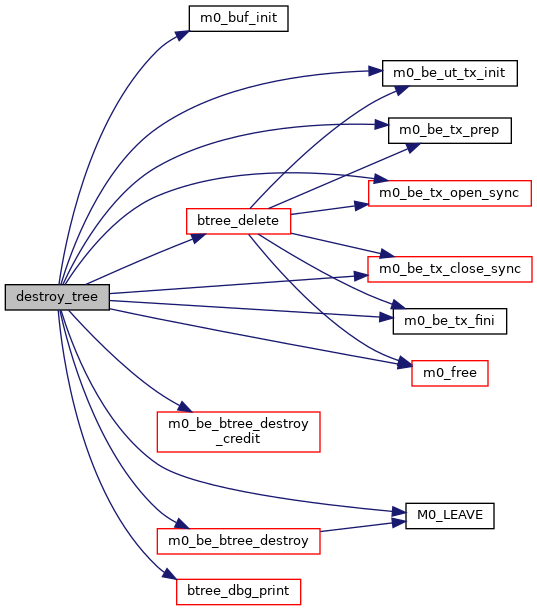 m0_buf_init
m0_be_ut_tx_init
m0_be_tx_prep
m0_be_tx_open_sync
btree_delete
m0_be_tx_close_sync
destroy_tree
m0_be_tx_fini
m0_free
m0_be_btree_destroy
_credit
M0_LEAVE
m0_be_btree_destroy
btree_dbg_print